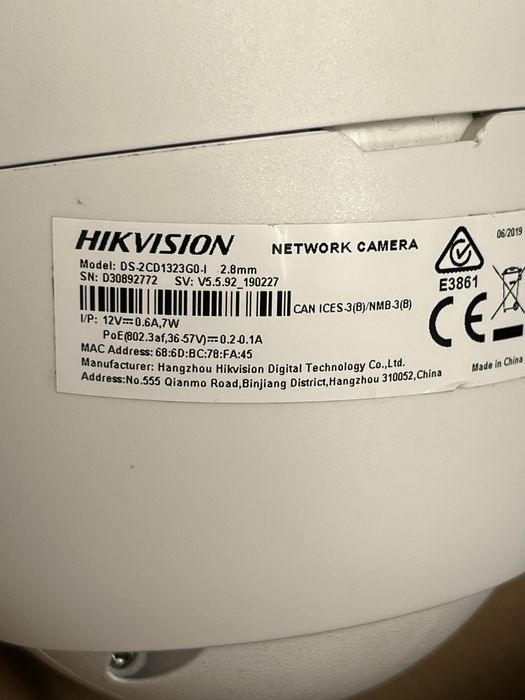 HIKVISION NETWORK CAMERA
06/2019
Model: DS-2CD1323G0-I 2.8mm
SN: D30892772 SV: V5.5.92_190227
E3861
CAN ICES-3(B)/NMB-3(B)
CE
I/P: 12V⎓0.6A,7W
PoE(802.3af,36-57V)⎓0.2-0.1A
MAC Address: 68:6D:BC:78:FA:45
Manufacturer: Hangzhou Hikvision Digital Technology Co.,Ltd.
Address:No.555 Qianmo Road,Binjiang District,Hangzhou 310052,China
Made in China